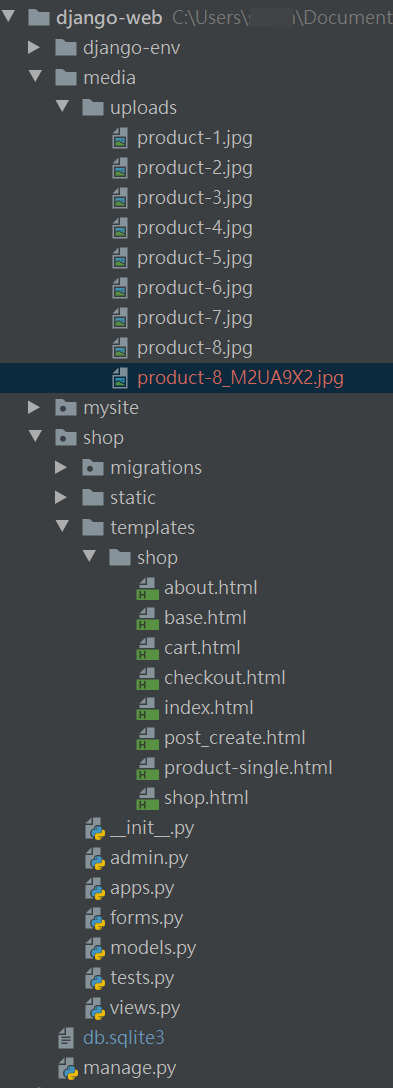 django-web C:\Users\ \Document
django-env
media
uploads
product-1.jpg
product-2.jpg
product-3.jpg
product-4.jpg
product-5.jpg
product-6.jpg
product-7.jpg
product-8.jpg
product-8_M2UA9X2.jpg
mysite
shop
migrations
static
templates
shop
H about.html
H base.html
H cart.html
H checkout.html
H index.html
H post_create.html
H product-single.html
H shop.html
__init__.py
admin.py
apps.py
forms.py
models.py
tests.py
views.py
db.sqlite3
manage.py